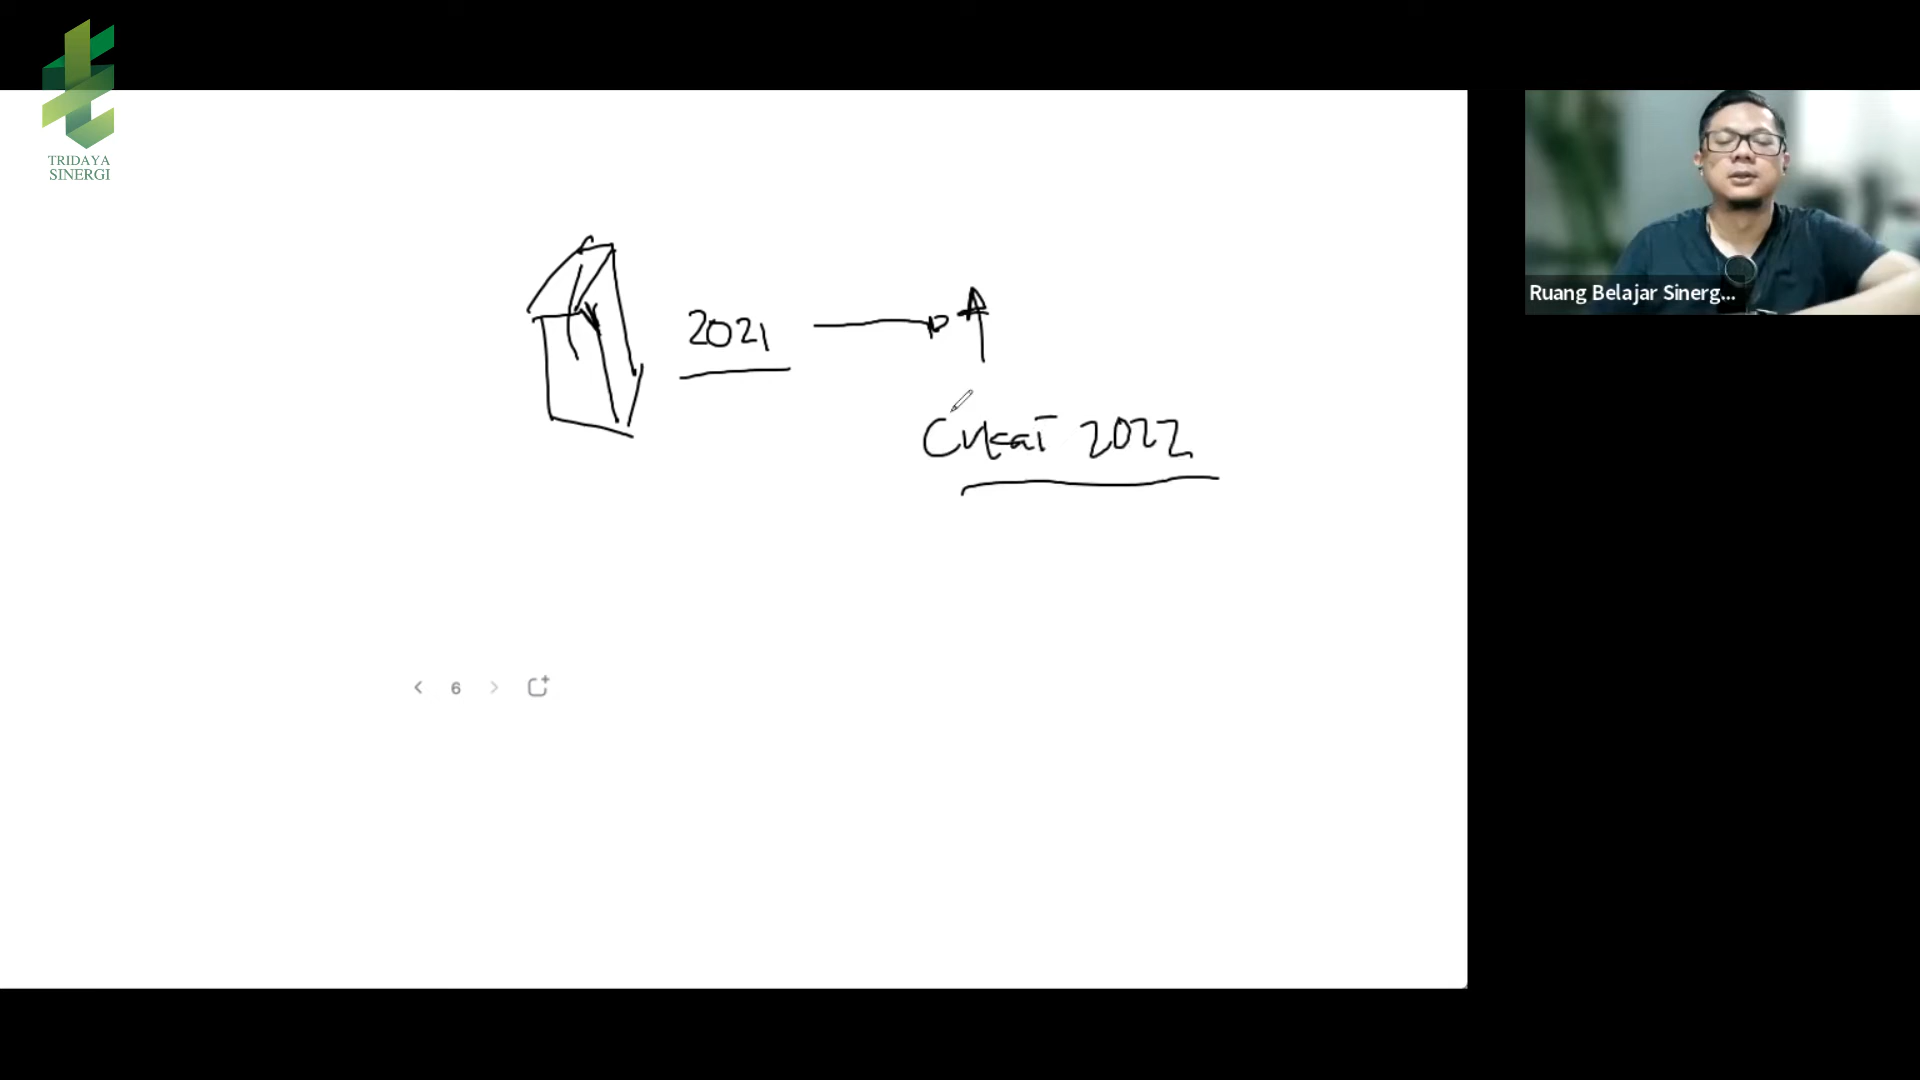 TRIDAYA
SINERGI
Ruang Belajar Sinerg...
2021
Cukai 2022
6